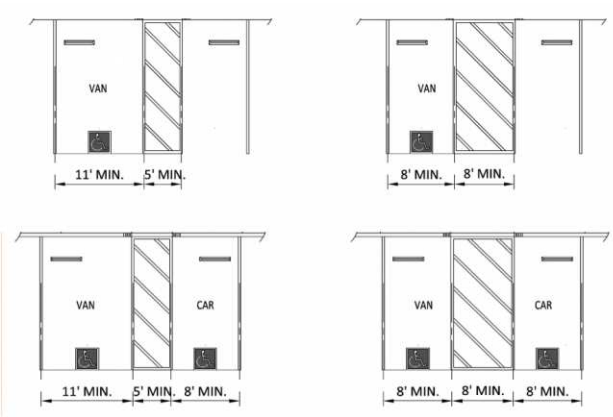 VAN
11' MIN. 5' MIN.
VAN
8' MIN. 8' MIN.
VAN CAR
11' MIN. 5' MIN. 8' MIN.
VAN CAR
8' MIN. 8' MIN. 8' MIN.